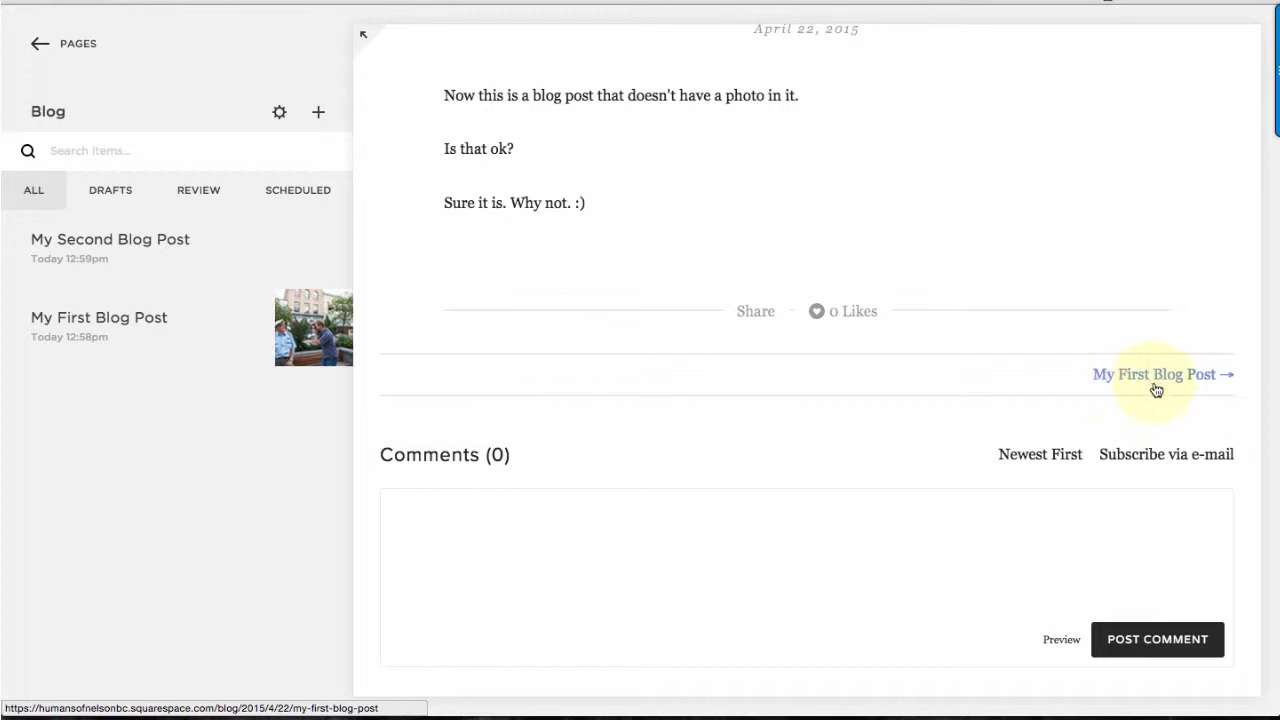 PAGES
Blog
Search items...
ALL DRAFTS REVIEW SCHEDULED
My Second Blog Post
Today 12:59pm
My First Blog Post
Today 12:58pm
April 22, 2015
Now this is a blog post that doesn't have a photo in it.
Is that ok?
Sure it is. Why not. :)
Share 0 Likes
My First Blog Post →
Comments (0) Newest First Subscribe via e-mail
Preview POST COMMENT
https://humansofnelsonbc.squarespace.com/blog/2015/4/22/my-first-blog-post